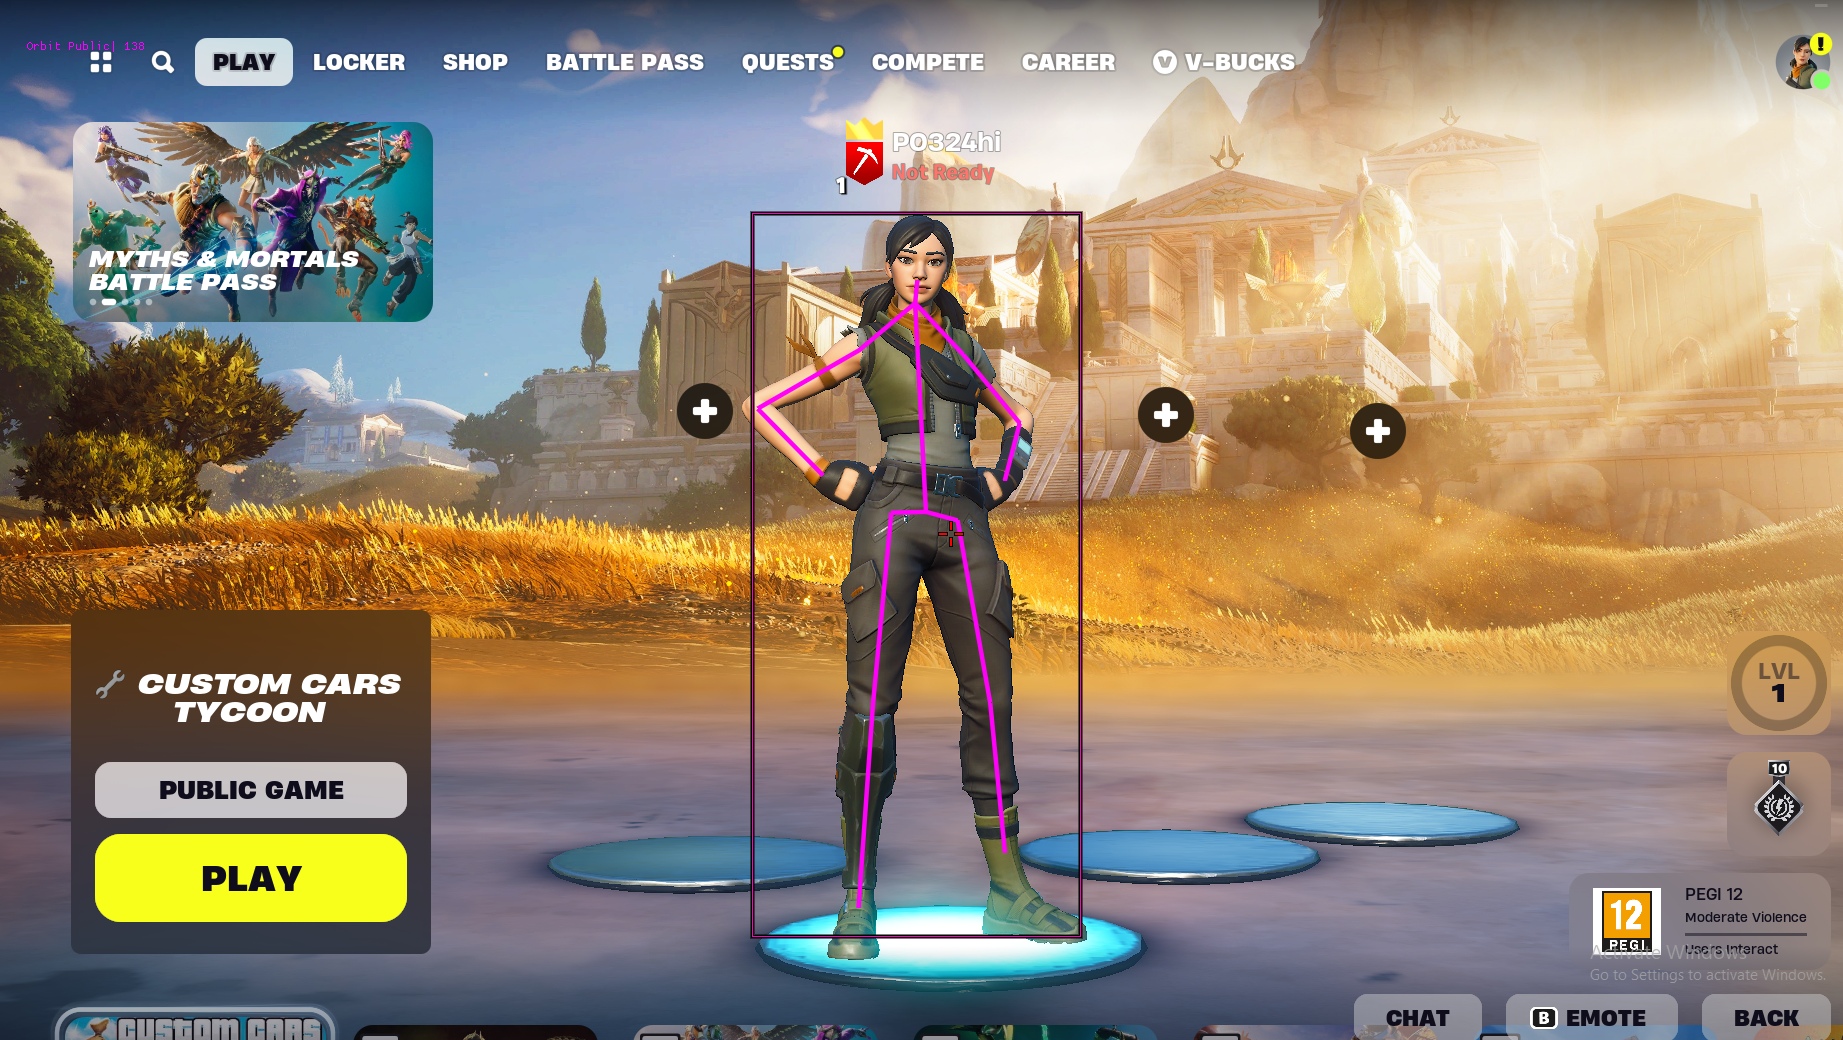 Orbit Public| 138
PLAY
LOCKER
SHOP
BATTLE PASS
QUESTS
COMPETE
CAREER
V V-BUCKS
!
PO324hi
Not Ready
1
MYTHS & MORTALS
BATTLE PASS
CUSTOM CARS
TYCOON
PUBLIC GAME
PLAY
LVL
1
10
12
PEGI
PEGI 12
Moderate Violence
Users Interact
Activate Windows
Go to Settings to activate Windows.
CHAT
B EMOTE
BACK
CUSTOM CARS